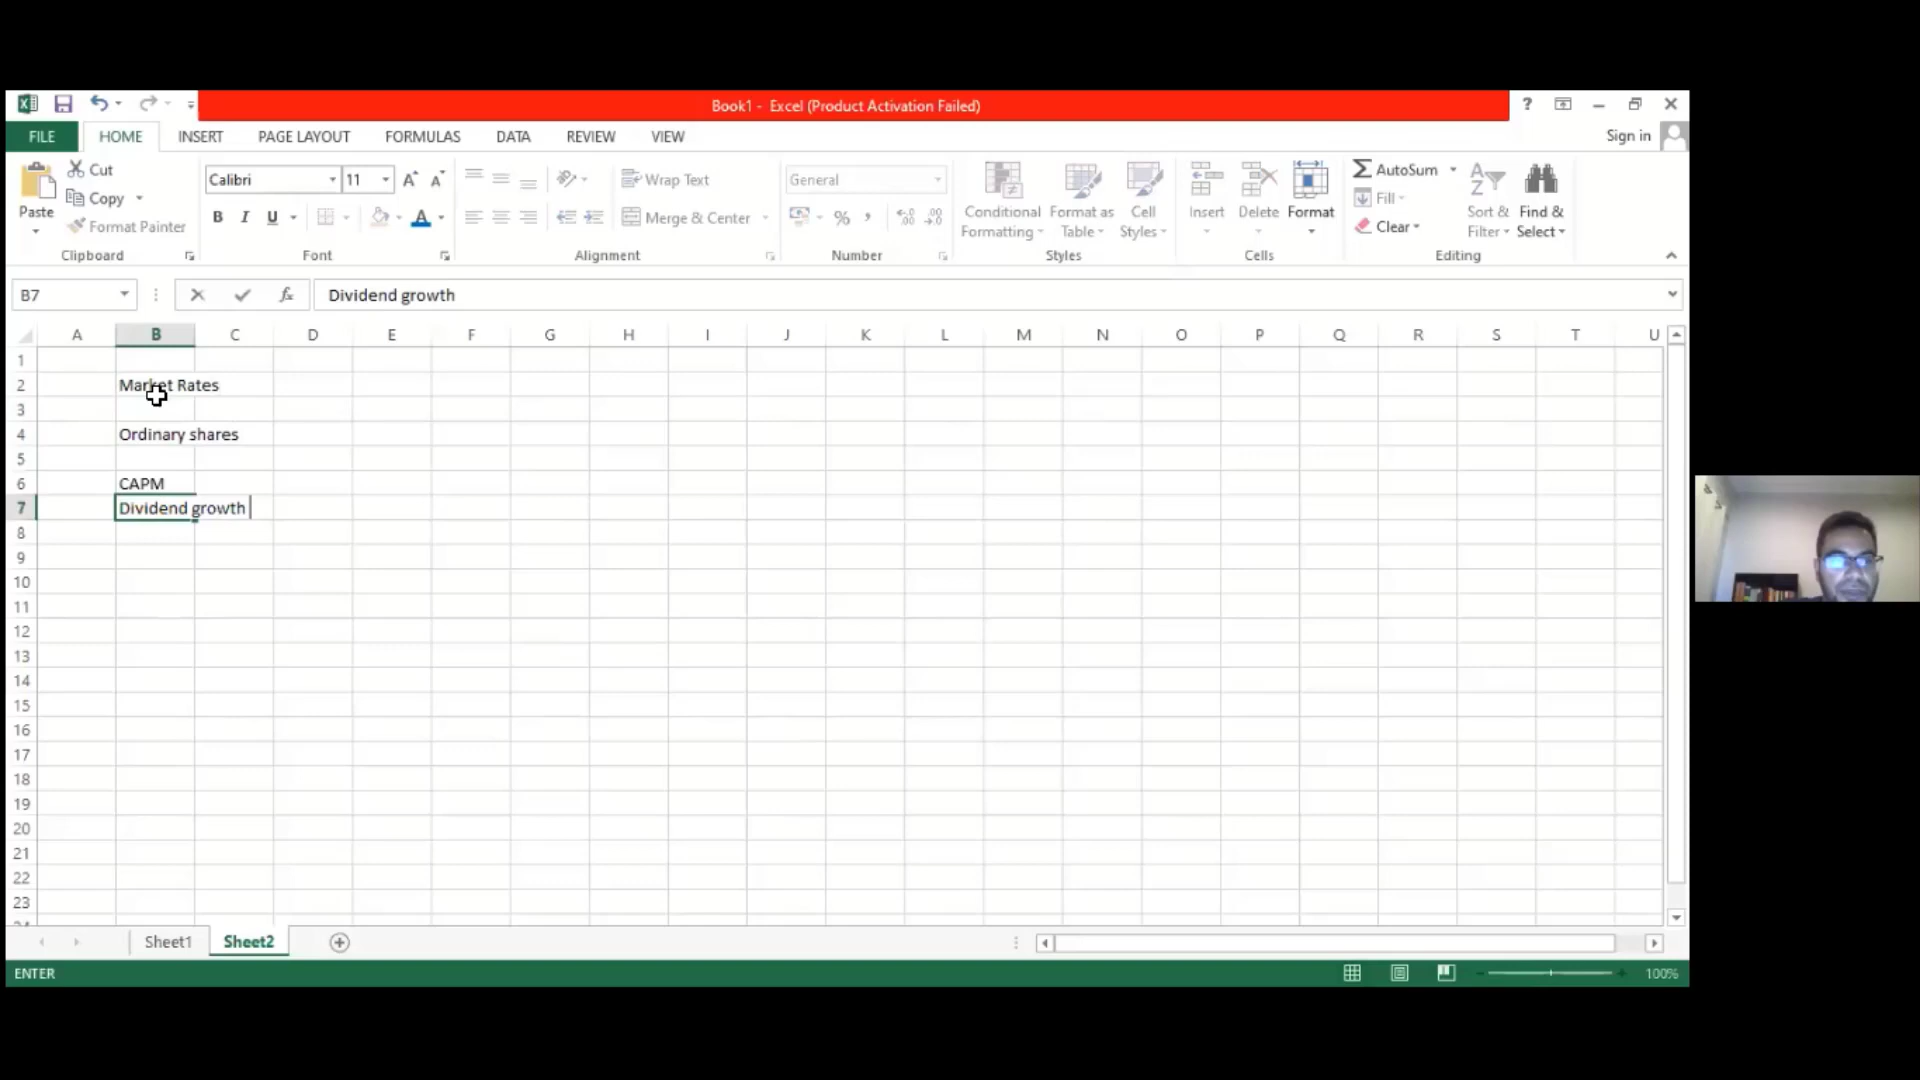 Book1 - Excel (Product Activation Failed)
?
FILE HOME INSERT PAGE LAYOUT FORMULAS DATA REVIEW VIEW Sign in
Paste
Cut
Copy
Format Painter
Clipboard
Calibri 11
B I U
Font
Wrap Text
Merge & Center
Alignment
General
%
Number
Conditional Formatting
Format as Table
Cell Styles
Styles
Insert
Delete
Format
Cells
AutoSum
Fill
Clear
Sort & Filter
Find & Select
Editing
B7 fx Dividend growth
A B C D E F G H I J K L M N O P Q R S T U
1
2 Market Rates
3
4 Ordinary shares
5
6 CAPM
7 Dividend growth
8
9
10
11
12
13
14
15
16
17
18
19
20
21
22
23
Sheet1 Sheet2
ENTER 100%